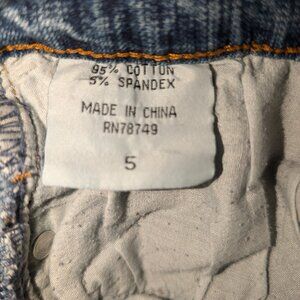 95% COTTON
5% SPANDEX
MADE IN CHINA
RN78749
5